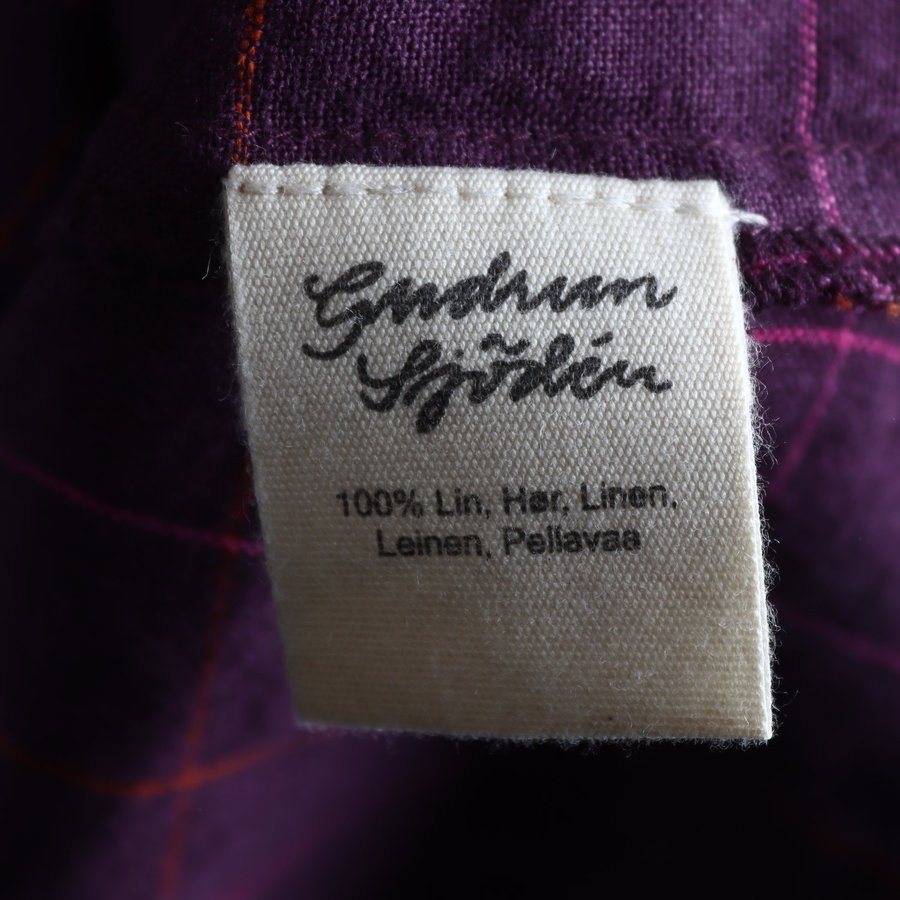 Gudrun
Sjödén
100% Lin, Hør, Linen,
Leinen, Pellavaa